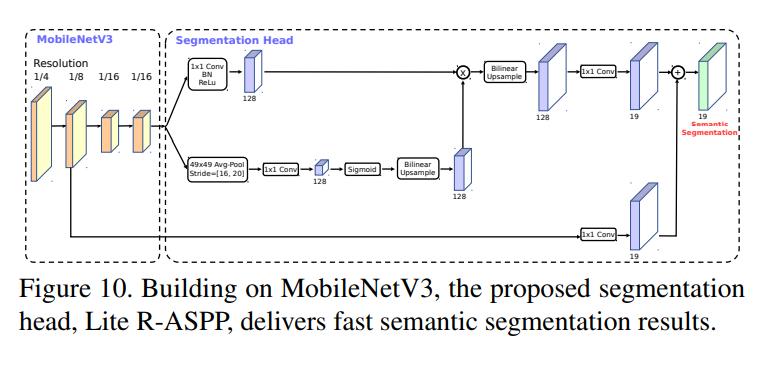 MobileNetV3
Segmentation Head
Resolution
1/4 1/8 1/16 1/16
1x1 Conv
BN
ReLu
128
X
Bilinear
Upsample
128
1x1 Conv
19
+
19
Semantic
Segmentation
49x49 Avg-Pool
Stride=[16, 20]
1x1 Conv
128
Sigmoid
Bilinear
Upsample
128
1x1 Conv
19
Figure 10. Building on MobileNetV3, the proposed segmentation
head, Lite R-ASPP, delivers fast semantic segmentation results.